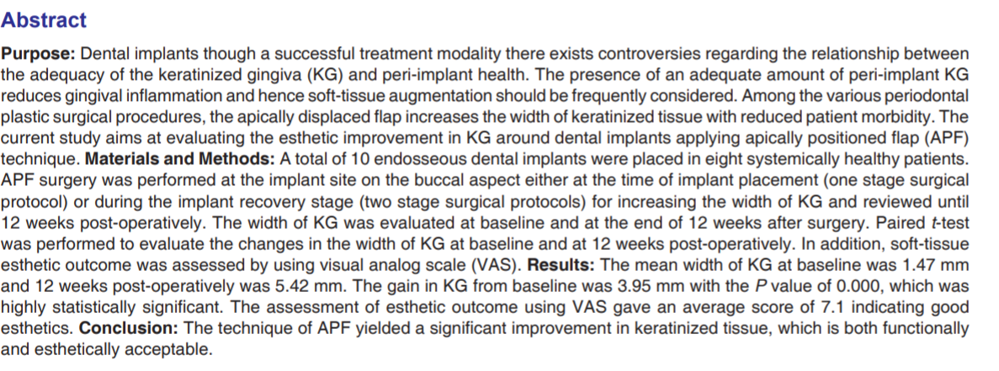 Abstract
Purpose: Dental implants though a successful treatment modality there exists controversies regarding the relationship between
the adequacy of the keratinized gingiva (KG) and peri-implant health. The presence of an adequate amount of peri-implant KG
reduces gingival inflammation and hence soft-tissue augmentation should be frequently considered. Among the various periodontal
plastic surgical procedures, the apically displaced flap increases the width of keratinized tissue with reduced patient morbidity. The
current study aims at evaluating the esthetic improvement in KG around dental implants applying apically positioned flap (APF)
technique. Materials and Methods: A total of 10 endosseous dental implants were placed in eight systemically healthy patients.
APF surgery was performed at the implant site on the buccal aspect either at the time of implant placement (one stage surgical
protocol) or during the implant recovery stage (two stage surgical protocols) for increasing the width of KG and reviewed until
12 weeks post-operatively. The width of KG was evaluated at baseline and at the end of 12 weeks after surgery. Paired t-test
was performed to evaluate the changes in the width of KG at baseline and at 12 weeks post-operatively. In addition, soft-tissue
esthetic outcome was assessed by using visual analog scale (VAS). Results: The mean width of KG at baseline was 1.47 mm
and 12 weeks post-operatively was 5.42 mm. The gain in KG from baseline was 3.95 mm with the P value of 0.000, which was
highly statistically significant. The assessment of esthetic outcome using VAS gave an average score of 7.1 indicating good
esthetics. Conclusion: The technique of APF yielded a significant improvement in keratinized tissue, which is both functionally
and esthetically acceptable.